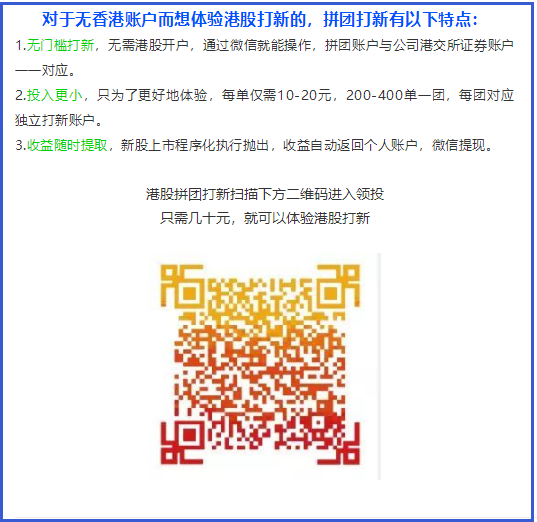 对于无香港账户而想体验港股打新的，拼团打新有以下特点：
1.无门槛打新，无需港股开户，通过微信就能操作，拼团账户与公司港交所证券账户
——对应。
2.投入更小，只为了更好地体验，每单仅需10-20元，200-400单一团，每团对应
独立打新账户。
3.收益随时提取，新股上市程序化执行抛出，收益自动返回个人账户，微信提现。
港股拼团打新扫描下方二维码进入领投
只需几十元，就可以体验港股打新